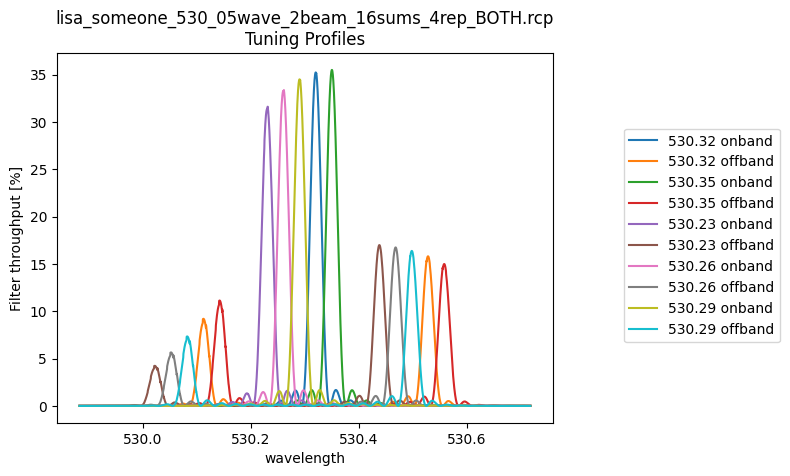 lisa_someone_530_05wave_2beam_16sums_4rep_BOTH.rcp
Tuning Profiles
Filter throughput [%]
35
30
25
20
15
10
5
0
530.0 530.2 530.4 530.6
wavelength
530.32 onband
530.32 offband
530.35 onband
530.35 offband
530.23 onband
530.23 offband
530.26 onband
530.26 offband
530.29 onband
530.29 offband